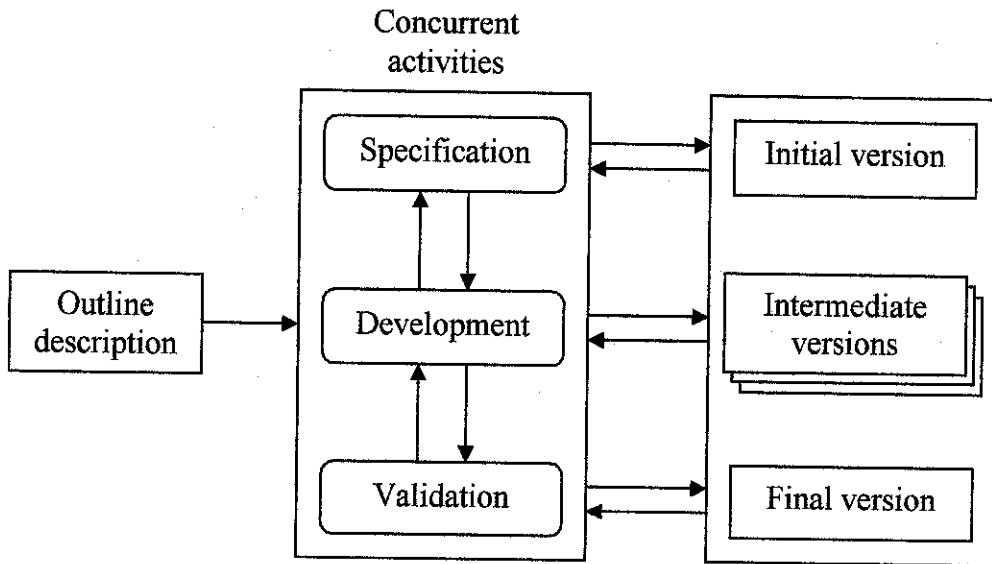 Concurrent
activities
Specification
Initial version
Outline
description
Development
Intermediate
versions
Validation
Final version